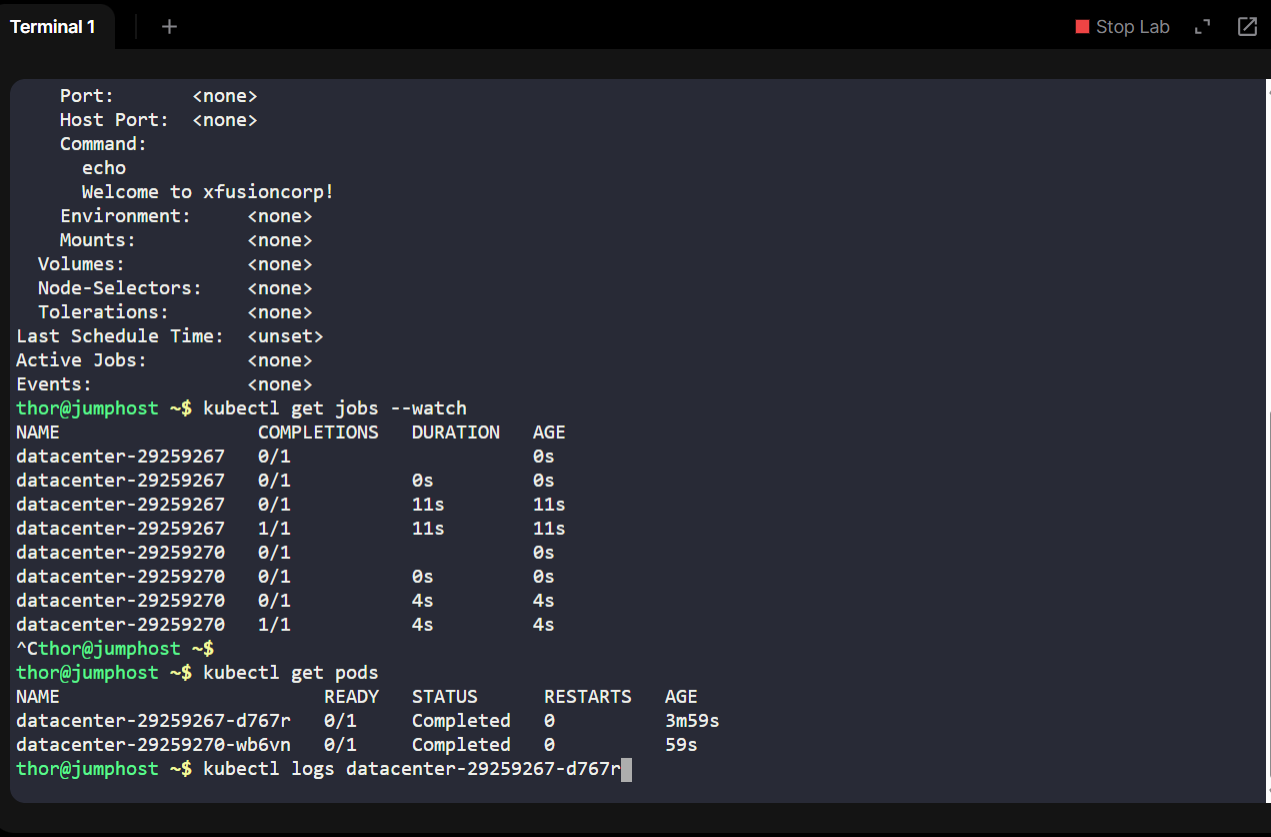 Terminal 1 + Stop Lab
Port: <none>
Host Port: <none>
Command:
echo
Welcome to xfusioncorp!
Environment: <none>
Mounts: <none>
Volumes: <none>
Node-Selectors: <none>
Tolerations: <none>
Last Schedule Time: <unset>
Active Jobs: <none>
Events: <none>
thor@jumphost ~$ kubectl get jobs --watch
NAME COMPLETIONS DURATION AGE
datacenter-29259267 0/1 0s
datacenter-29259267 0/1 0s 0s
datacenter-29259267 0/1 11s 11s
datacenter-29259267 1/1 11s 11s
datacenter-29259270 0/1 0s
datacenter-29259270 0/1 0s 0s
datacenter-29259270 0/1 4s 4s
datacenter-29259270 1/1 4s 4s
^Cthor@jumphost ~$
thor@jumphost ~$ kubectl get pods
NAME READY STATUS RESTARTS AGE
datacenter-29259267-d767r 0/1 Completed 0 3m59s
datacenter-29259270-wb6vn 0/1 Completed 0 59s
thor@jumphost ~$ kubectl logs datacenter-29259267-d767r